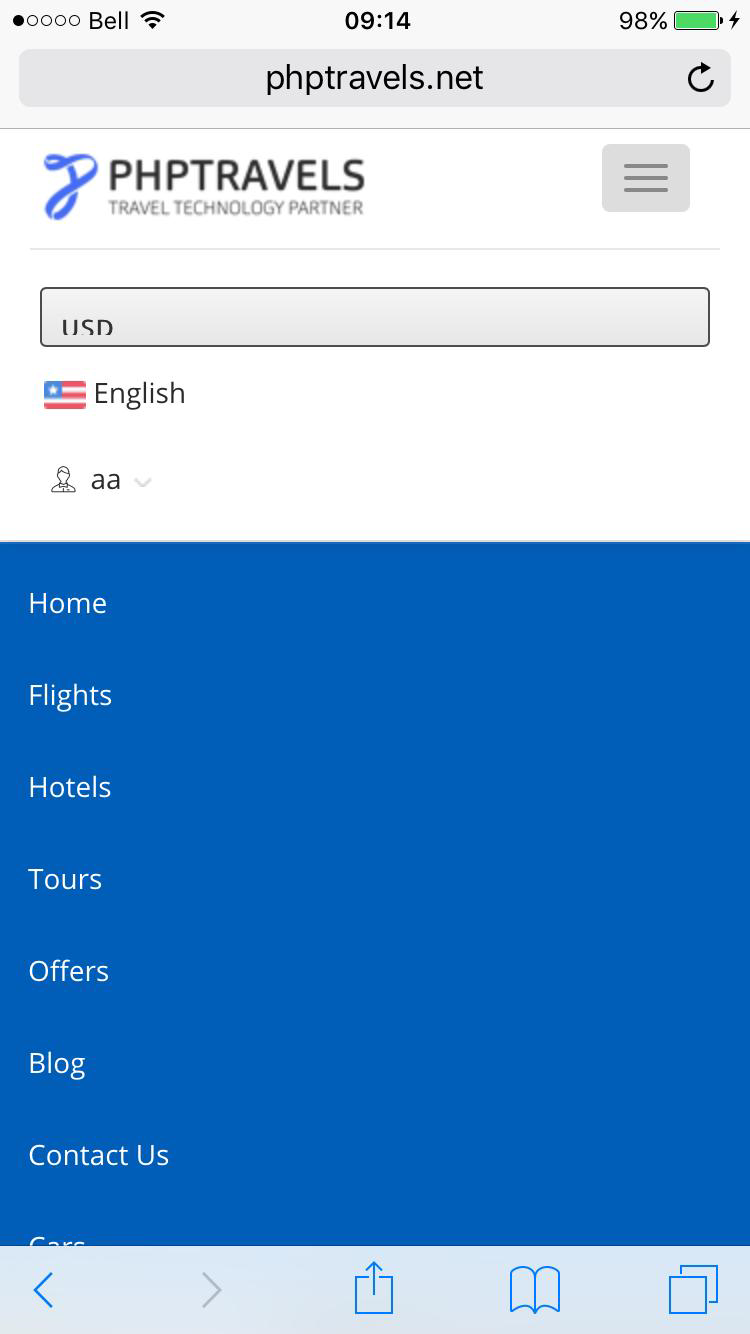 Bell 09:14 98%
phptravels.net
PHPTRAVELS
TRAVEL TECHNOLOGY PARTNER
USD
English
aa
Home
Flights
Hotels
Tours
Offers
Blog
Contact Us
Cars